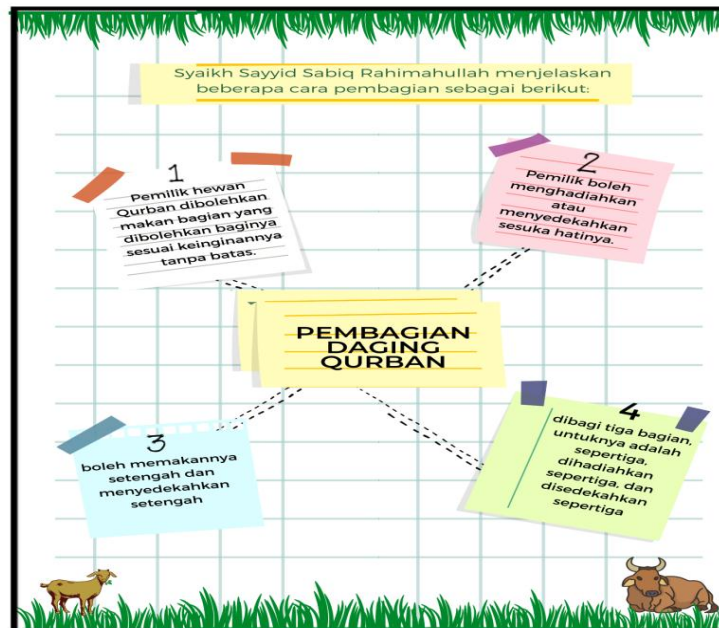 Syaikh Sayyid Sabiq Rahimahullah menjelaskan
beberapa cara pembagian sebagai berikut:
1
Pemilik hewan
Qurban dibolehkan
makan bagian yang
dibolehkan baginya
sesuai keinginannya
tanpa batas.
2
Pemilik boleh
menghadiahkan
atau
menyedekahkan
sesuka hatinya.
PEMBAGIAN
DAGING
QURBAN
3
boleh memakannya
setengah dan
menyedekahkan
setengah
4
dibagi tiga bagian,
untuknya adalah
sepertiga,
dihadiahkan
sepertiga, dan
disedekahkan
sepertiga